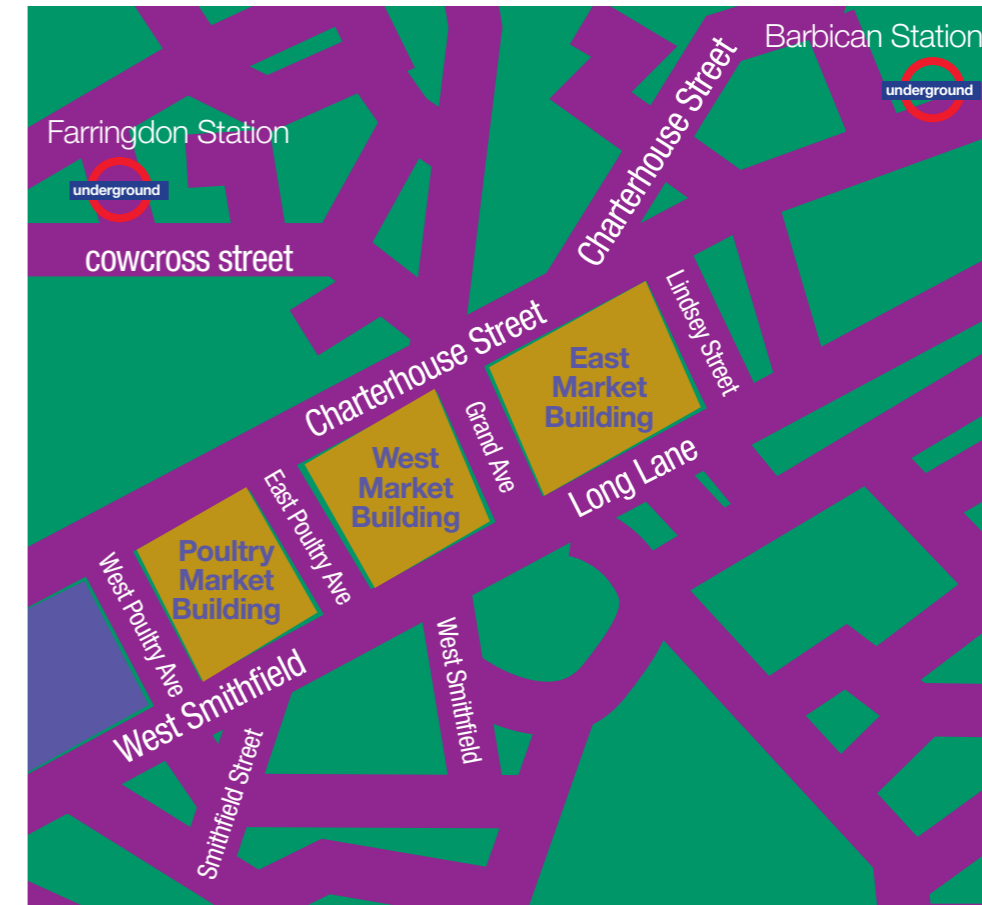 Barbican Station
underground
Charterhouse Street
Farringdon Station
underground
cowcross street
Lindsey Street
Charterhouse Street
East
Market
Building
Grand Ave
West
Market
Building
Long Lane
East Poultry Ave
Poultry
Market
Building
West Poultry Ave
West Smithfield
West Smithfield
Smithfield Street